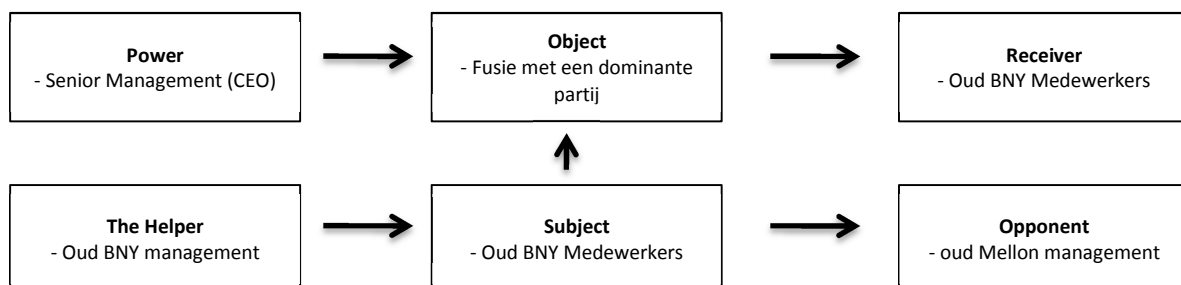 Power
- Senior Management (CEO)
Object
- Fusie met een dominante
partij
Receiver
- Oud BNY Medewerkers
The Helper
- Oud BNY management
Subject
- Oud BNY Medewerkers
Opponent
- oud Mellon management